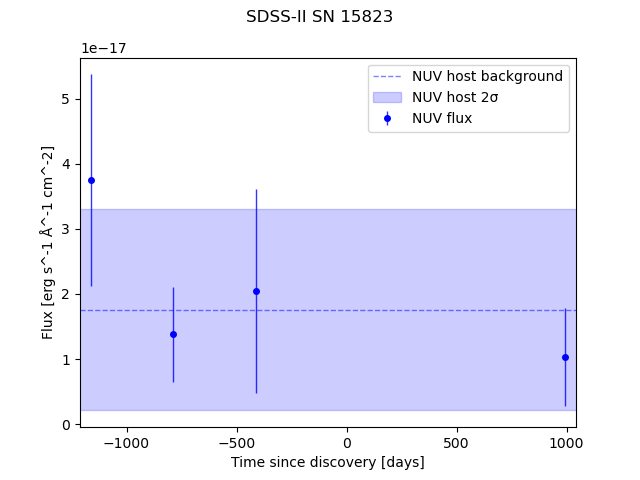 SDSS-II SN 15823
1e−17
NUV host background
NUV host 2σ
NUV flux
5
4
3
2
1
0
Flux [erg s^-1 Å^-1 cm^-2]
−1000
−500
0
500
1000
Time since discovery [days]